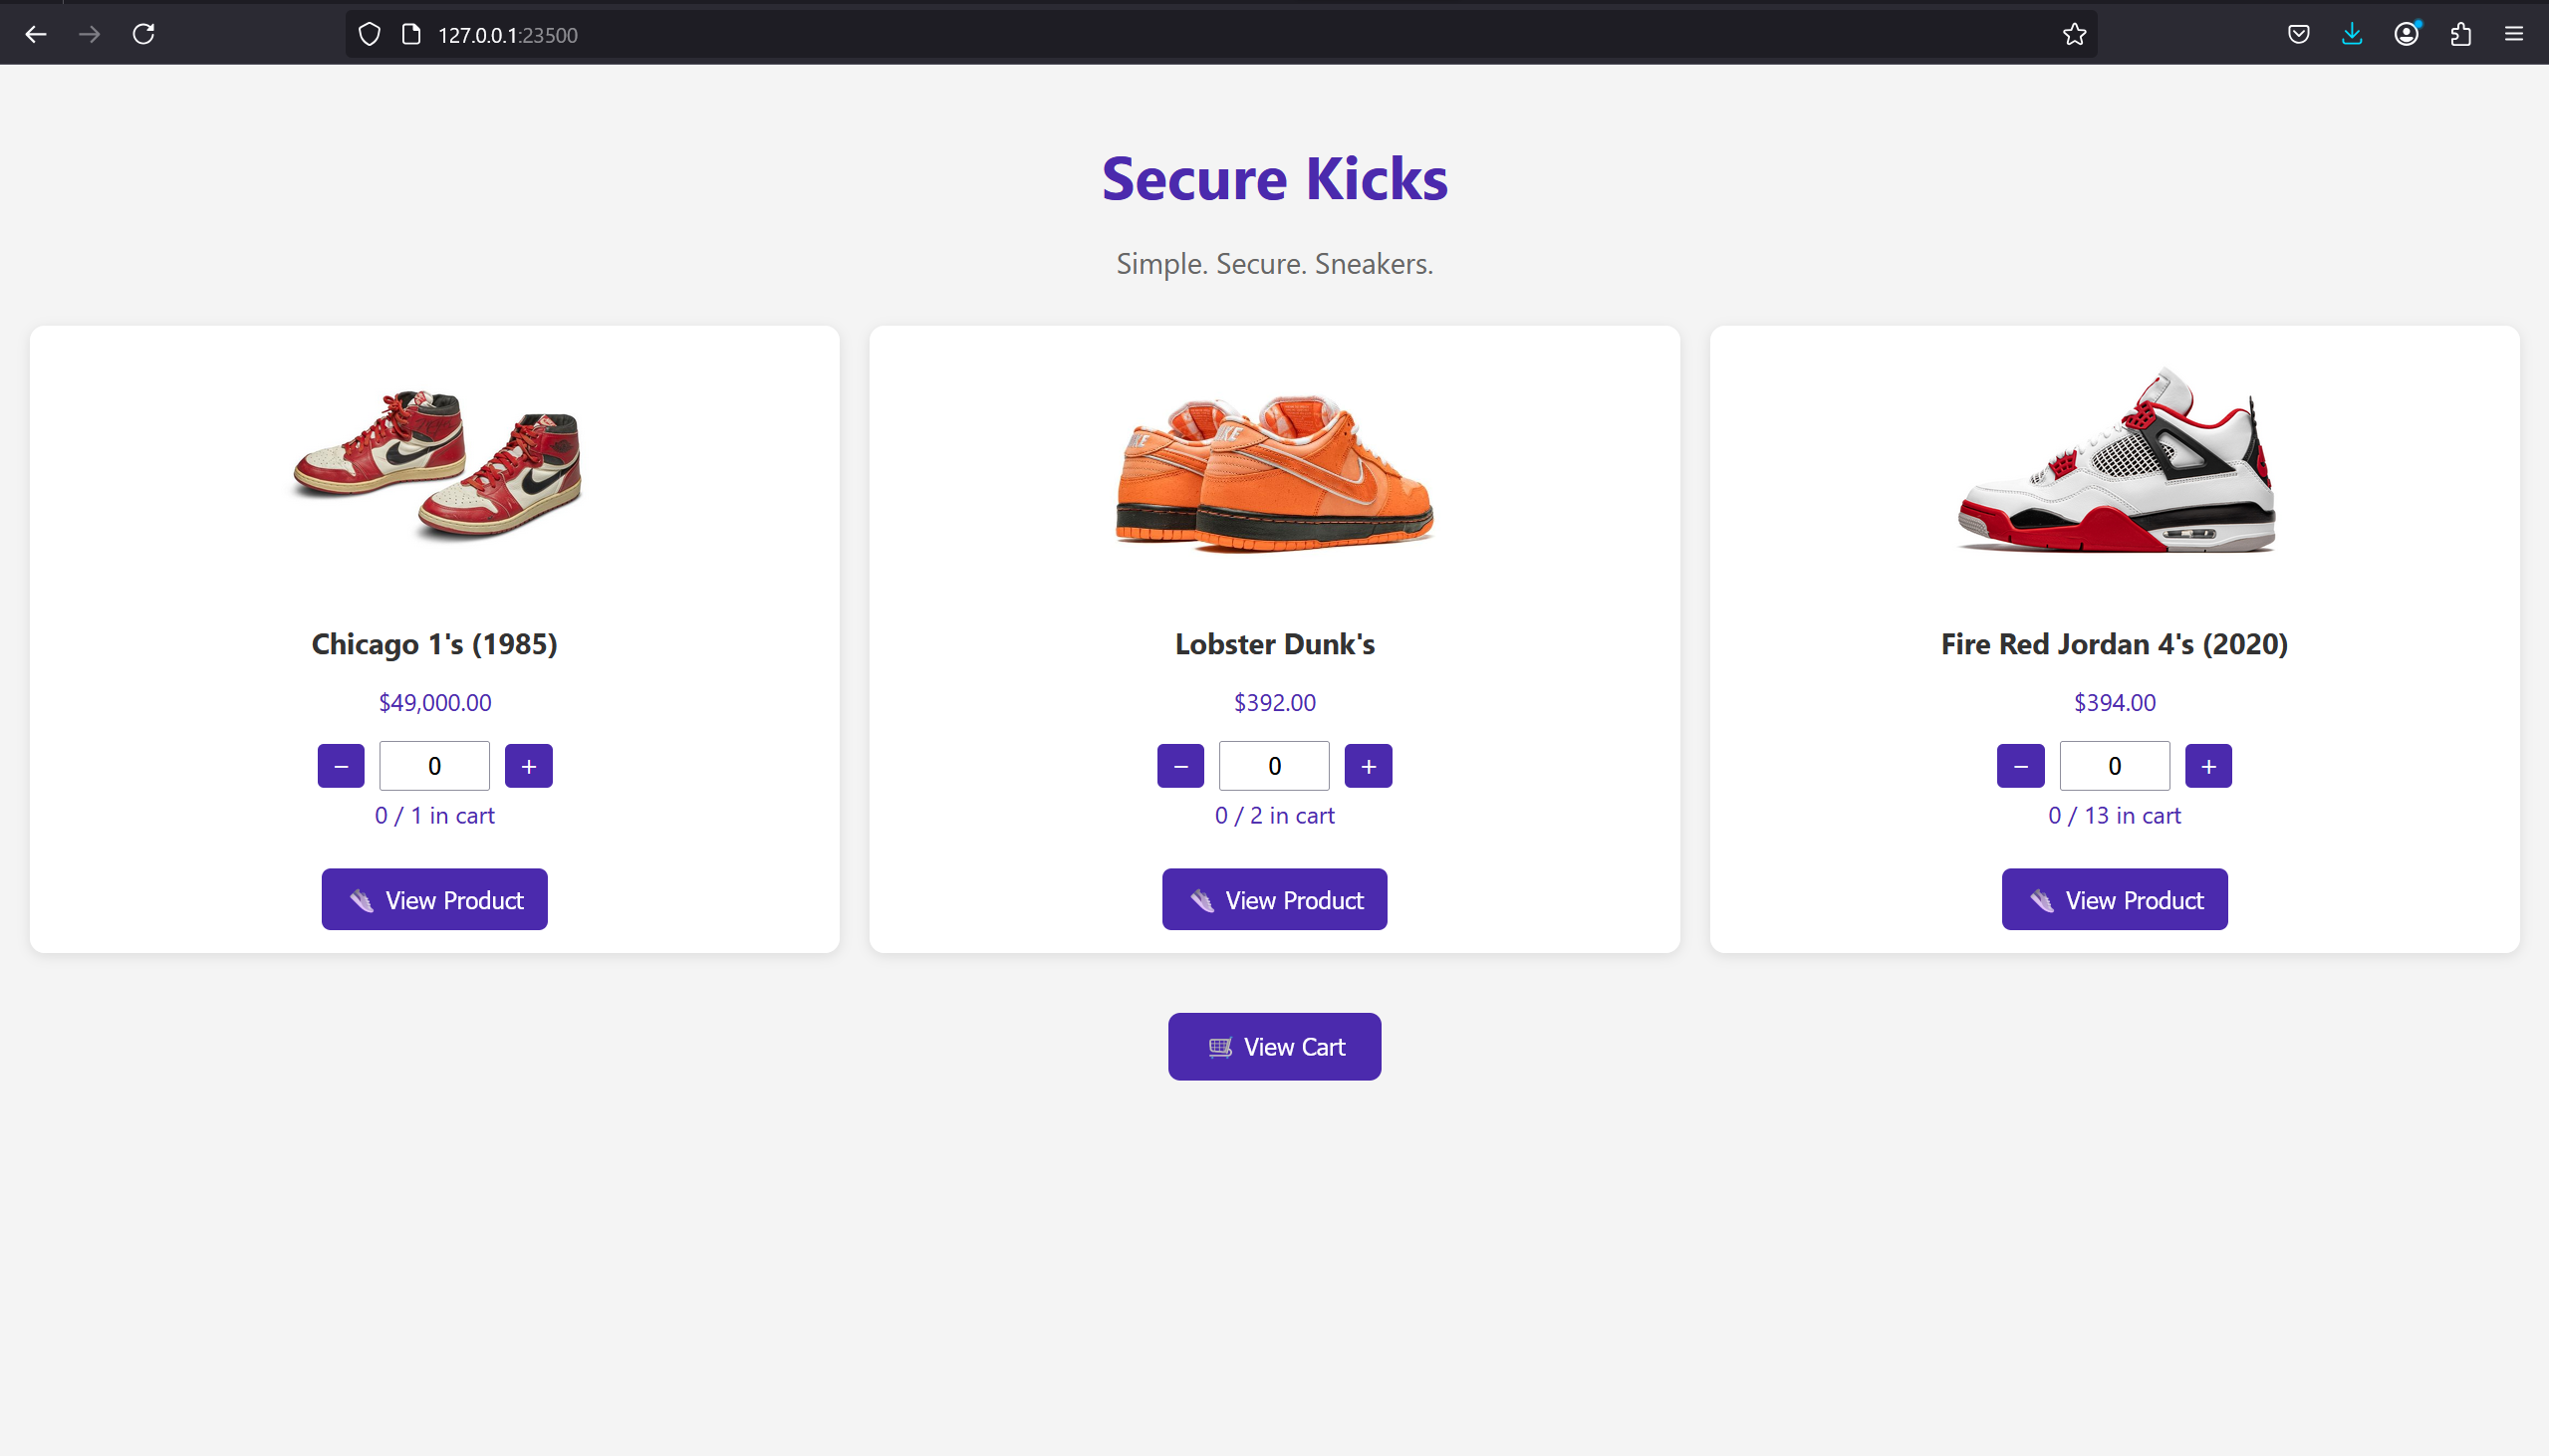 127.0.0.1:23500
Secure Kicks
Simple. Secure. Sneakers.
Chicago 1's (1985)
$49,000.00
− 0 +
0 / 1 in cart
View Product
Lobster Dunk's
$392.00
− 0 +
0 / 2 in cart
View Product
Fire Red Jordan 4's (2020)
$394.00
− 0 +
0 / 13 in cart
View Product
View Cart